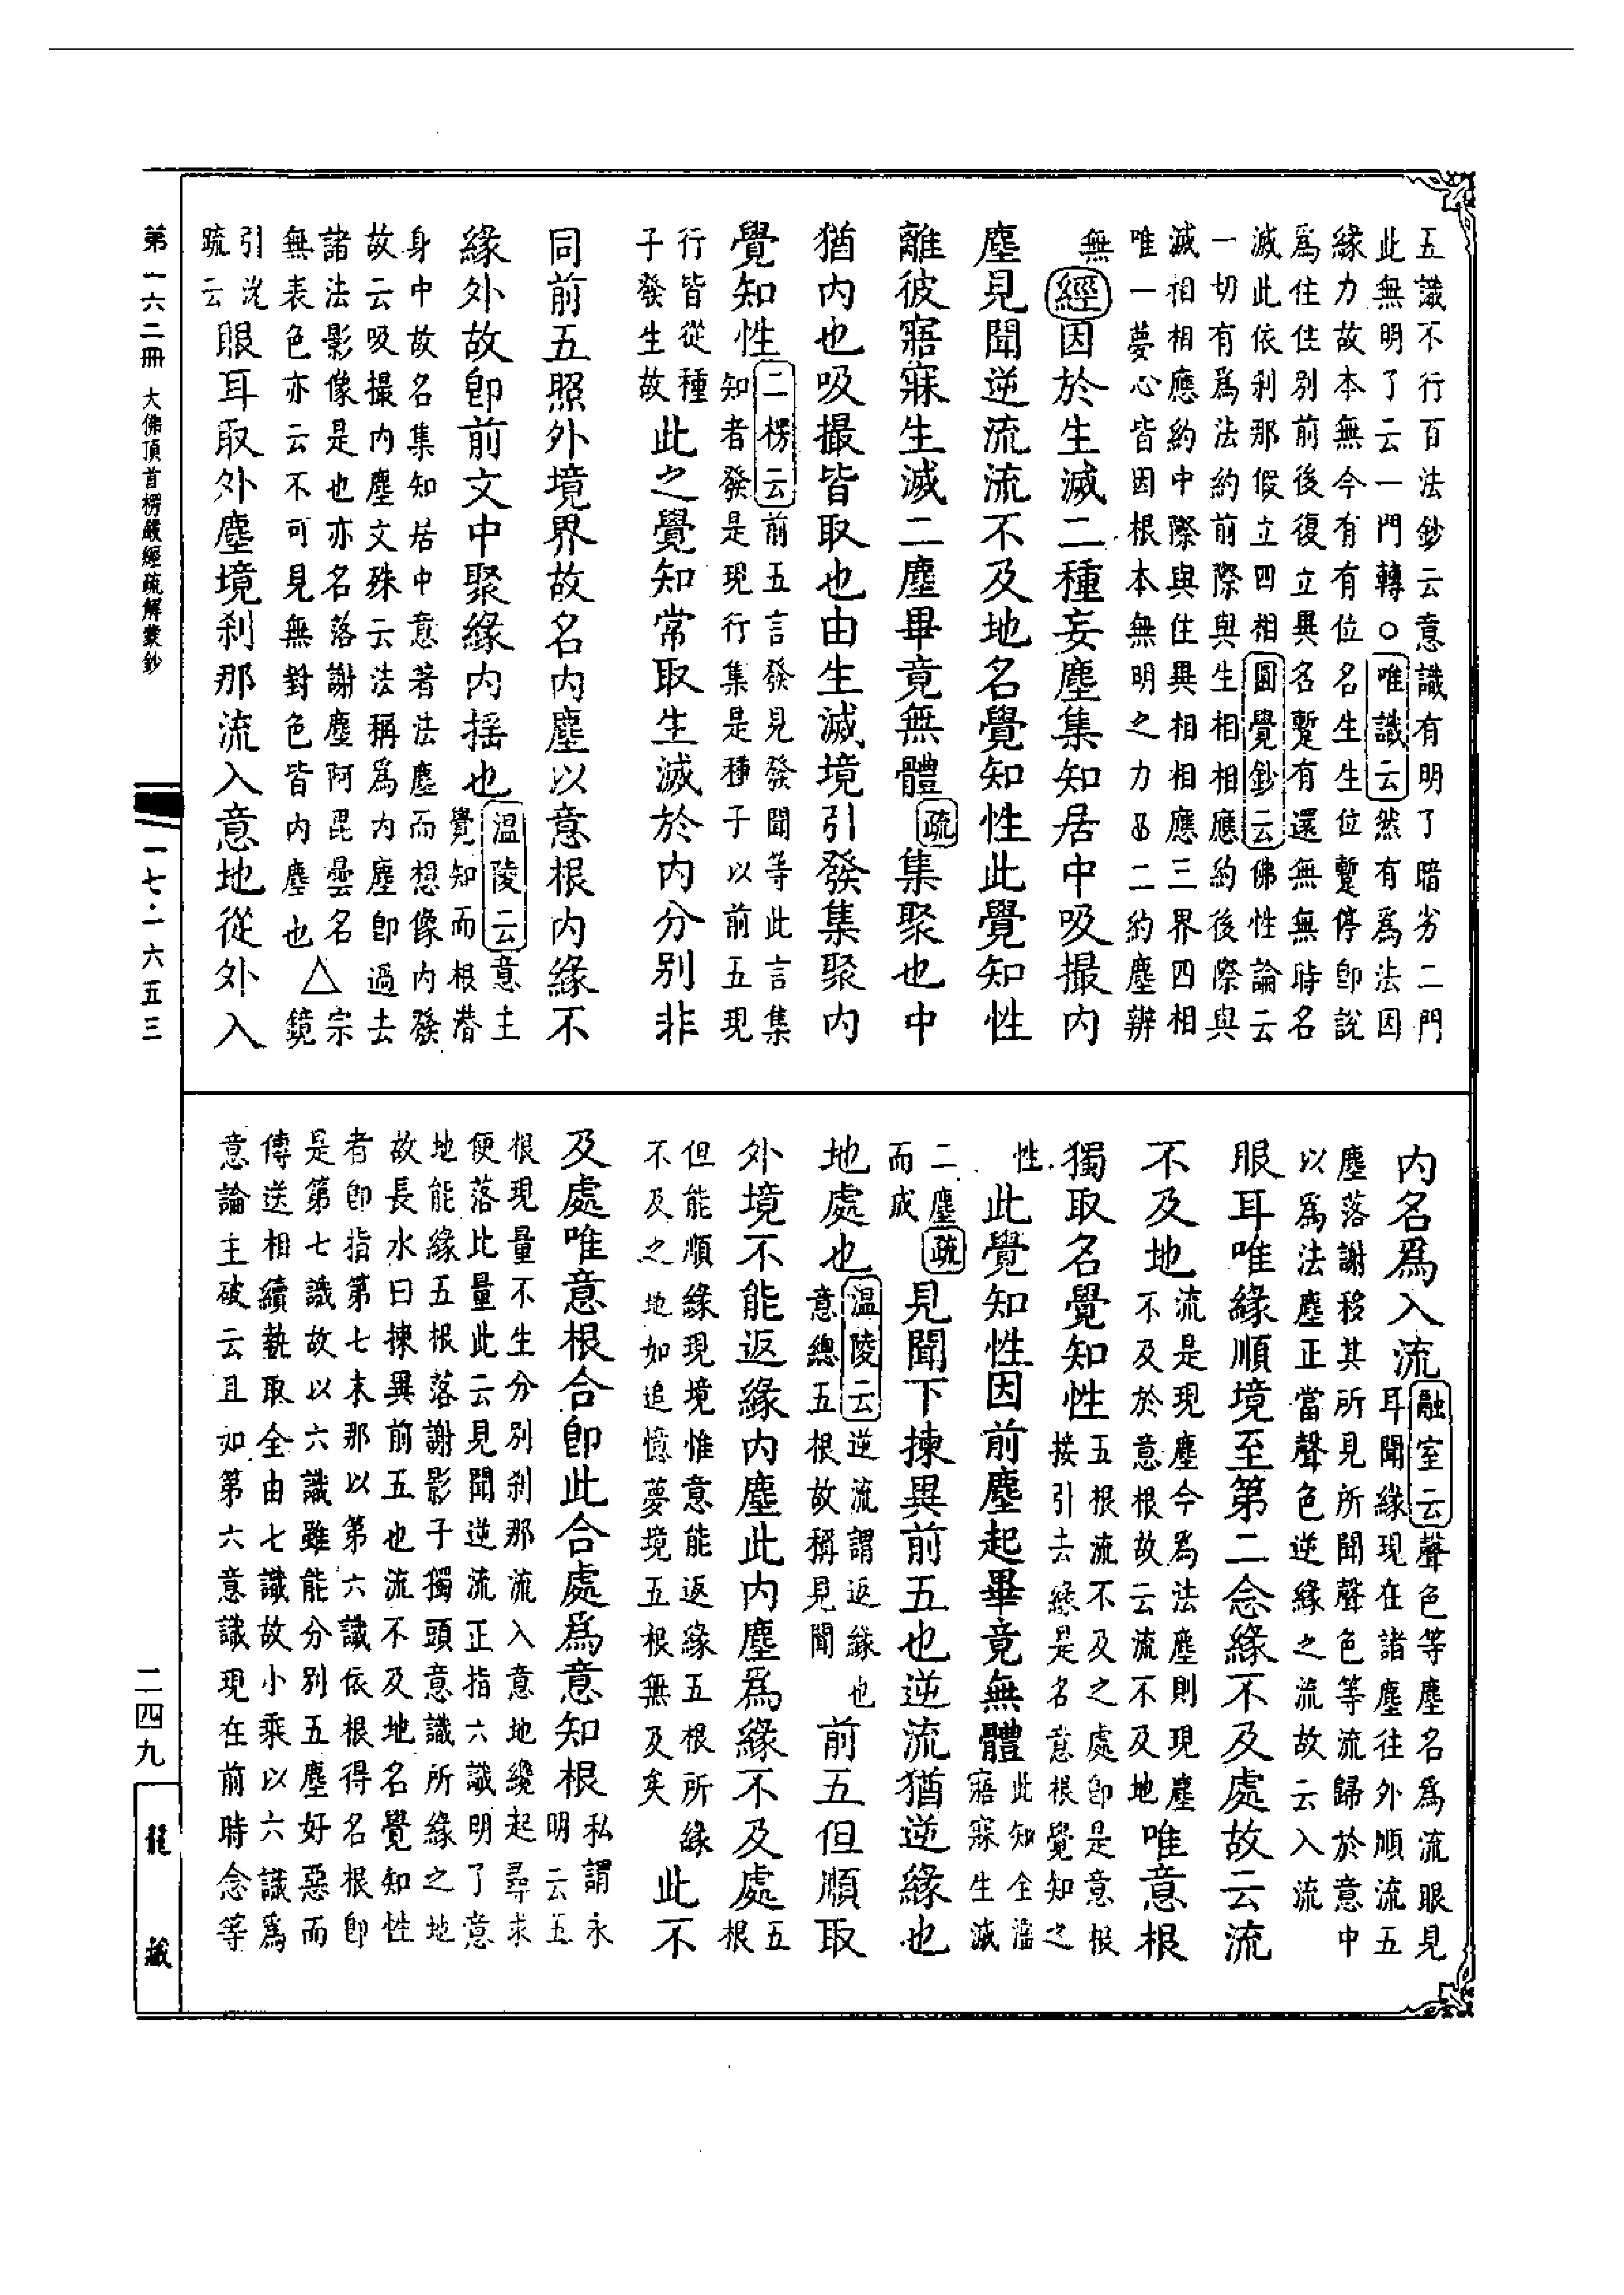 五識不行百法鈔云意識有明了暗劣二門
此無明了云一門轉○唯識云然有爲法因
緣力故本無今有有位名生生位蹔停即說
爲住住別前後復立異名蹔有還無無時名
滅此依刹那假立四相圓覺鈔云佛性論云
一切有爲法約前際與生相相應約後際與
滅相相應約中際與住異相相應三界四相
唯一夢心皆因根本無明之力二約塵辨
無
經因於生滅二種妄塵集知居中吸撮內
塵見聞逆流流不及地名覺知性此覺知性
離彼寤寐生滅二塵畢竟無體疏集聚也中
猶內也吸撮皆取也由生滅境引發集聚內
覺知性二楞云前五言發見發聞等此言集
知者發是現行集是種子以前五現
行皆從種
子發生故此之覺知常取生滅於內分別非
同前五照外境界故名內塵以意根內緣不
緣外故即前文中聚緣內搖也溫陵云意主
覺知而根潛
身中故名集知居中意著法塵而想像內發
故云吸撮內塵文殊云法稱爲內塵即過去
諸法影像是也亦名落謝塵阿毘曇名
無表色亦云不可見無對色皆內塵也△宗
鏡
引沇
疏云眼耳取外塵境刹那流入意地從外入
內名爲入流融室云聲色等塵名爲流眼見
耳聞緣現在諸塵往外順流五
塵落謝移其所見所聞聲色等流歸於意中
以爲法塵正當聲色逆緣之流故云入流
眼耳唯緣順境至第二念緣不及處故云流
不及地流是現塵今爲法塵則現塵
不及於意根故云流不及地唯意根
獨取名覺知性五根流不及之處即是意根
接引去緣是名意根覺知之
性此覺知性因前塵起畢竟無體此知全濫
寤寐生滅
二塵
而成疏見聞下揀異前五也逆流猶逆緣也
地處也溫陵云逆流謂返緣也
意總五根故稱見聞前五但順取
外境不能返緣內塵此內塵爲緣不及處五
根
但能順緣現境惟意能返緣五根所緣
不及之地如追憶夢境五根無及矣此不
及處唯意根合即此合處爲意知根私謂永
明云五
根現量不生分別刹那流入意地纔起尋求
便落比量此云見聞逆流正指六識明了意
地能緣五根落謝影子獨頭意識所緣之地
故長水曰揀異前五也流不及地名覺知性
者即指第七末那以第六識依根得名根即
是第七識故以六識雖能分別五塵好惡而
傳送相續執取全由七識故小乘以六識爲
意論主破云且如第六意識現在前時念等
第一六二冊 大佛頂首楞嚴經疏解蒙鈔
一七·一六五三
二四九
龍藏